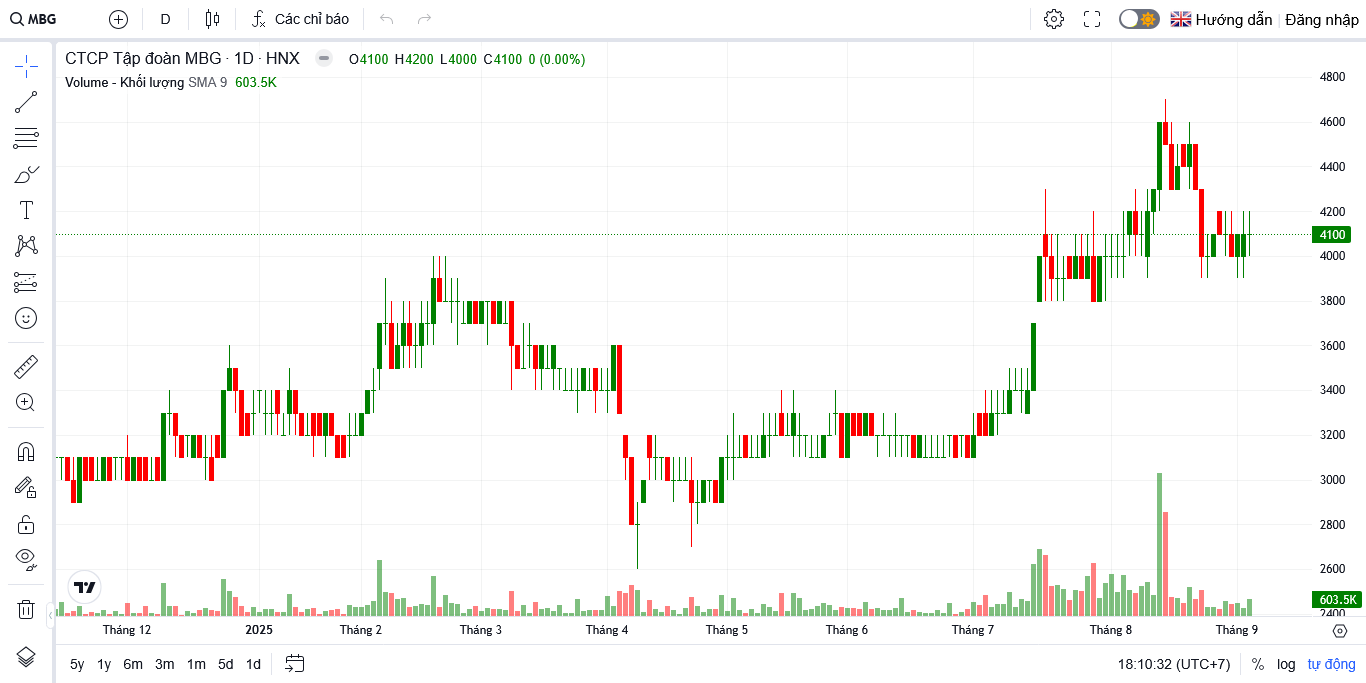 MBG D Các chỉ báo Hướng dẫn Đăng nhập
CTCP Tập đoàn MBG · 1D · HNX O4100 H4200 L4000 C4100 0 (0.00%)
Volume - Khối lượng SMA 9 603.5K
4800
4600
4400
4200
4100
4000
3800
3600
3400
3200
3000
2800
2600
603.5K
2400
Tháng 12 2025 Tháng 2 Tháng 3 Tháng 4 Tháng 5 Tháng 6 Tháng 7 Tháng 8 Tháng 9
5y 1y 6m 3m 1m 5d 1d 18:10:32 (UTC+7) % log tự động